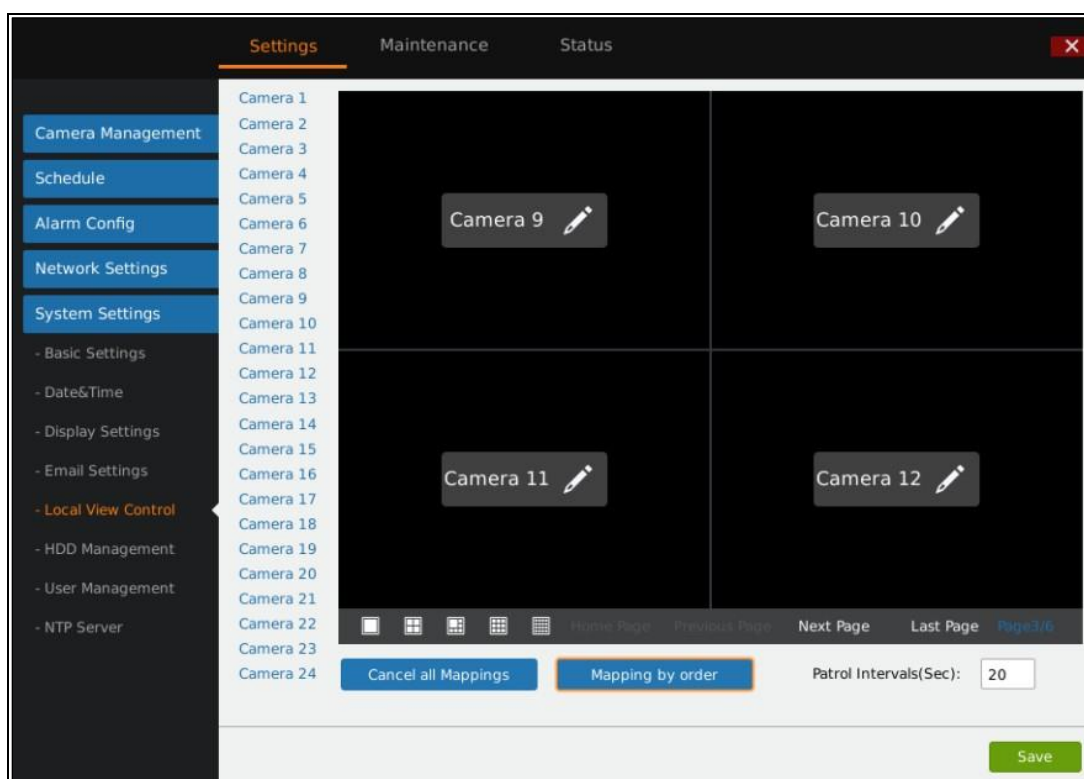 Settings Maintenance Status
Camera Management
Schedule
Alarm Config
Network Settings
System Settings
- Basic Settings
- Date&Time
- Display Settings
- Email Settings
- Local View Control
- HDD Management
- User Management
- NTP Server
Camera 1
Camera 2
Camera 3
Camera 4
Camera 5
Camera 6
Camera 7
Camera 8
Camera 9
Camera 10
Camera 11
Camera 12
Camera 13
Camera 14
Camera 15
Camera 16
Camera 17
Camera 18
Camera 19
Camera 20
Camera 21
Camera 22
Camera 23
Camera 24
Camera 9 Camera 10
Camera 11 Camera 12
Home Page Previous Page Next Page Last Page Page3/6
Cancel all Mappings Mapping by order Patrol Intervals(Sec): 20
Save